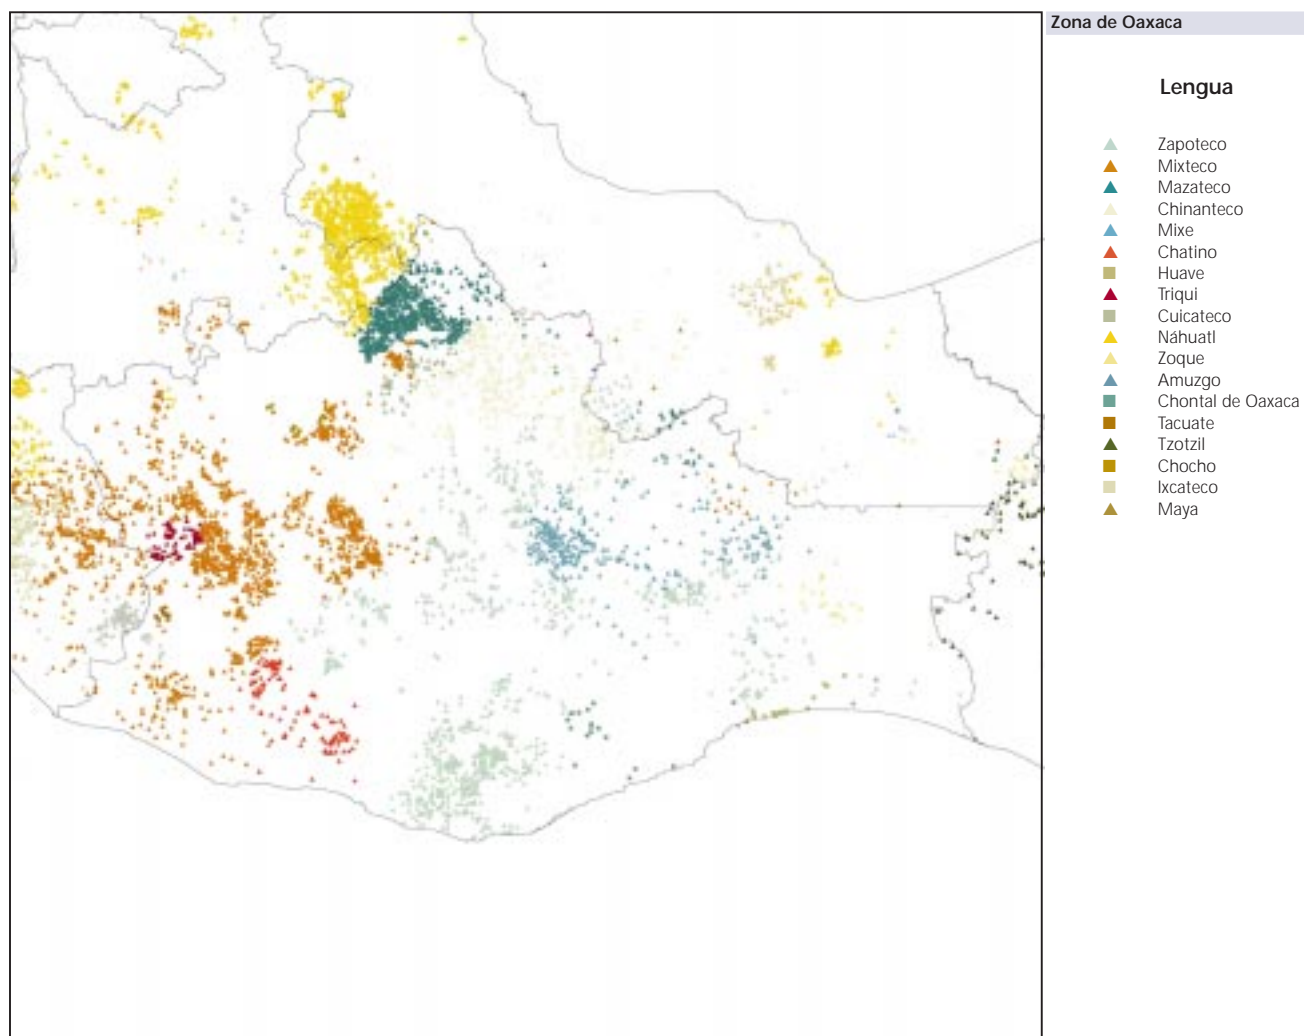 Zona de Oaxaca
Lengua
Zapoteco
Mixteco
Mazateco
Chinanteco
Mixe
Chatino
Huave
Triqui
Cuicateco
Náhuatl
Zoque
Amuzgo
Chontal de Oaxaca
Tacuate
Tzotzil
Chocho
Ixcateco
Maya